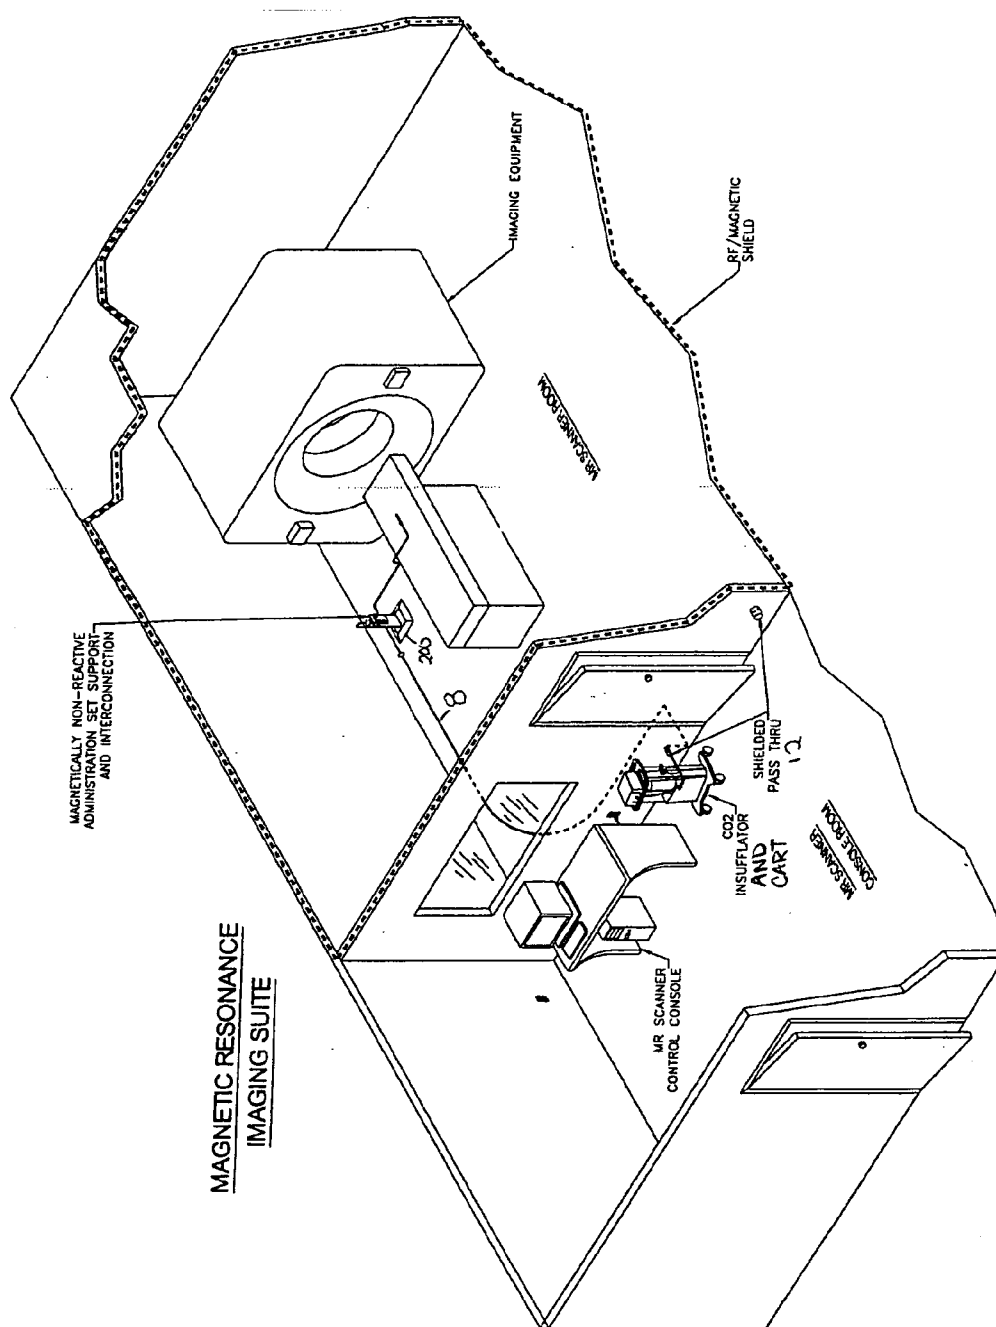 MAGNETIC RESONANCE
IMAGING SUITE
MAGNETICALLY NON-REACTIVE
ADMINISTRATION SET SUPPORT
AND INTERCONNECTION
IMAGING EQUIPMENT
RF/MAGNETIC
SHIELD
MR SCANNER ROOM
200
8
SHIELDED
PASS THRU
12
CO2
INSUFFLATOR
AND
CART
MR SCANNER
CONSOLE ROOM
MR SCANNER
CONTROL CONSOLE